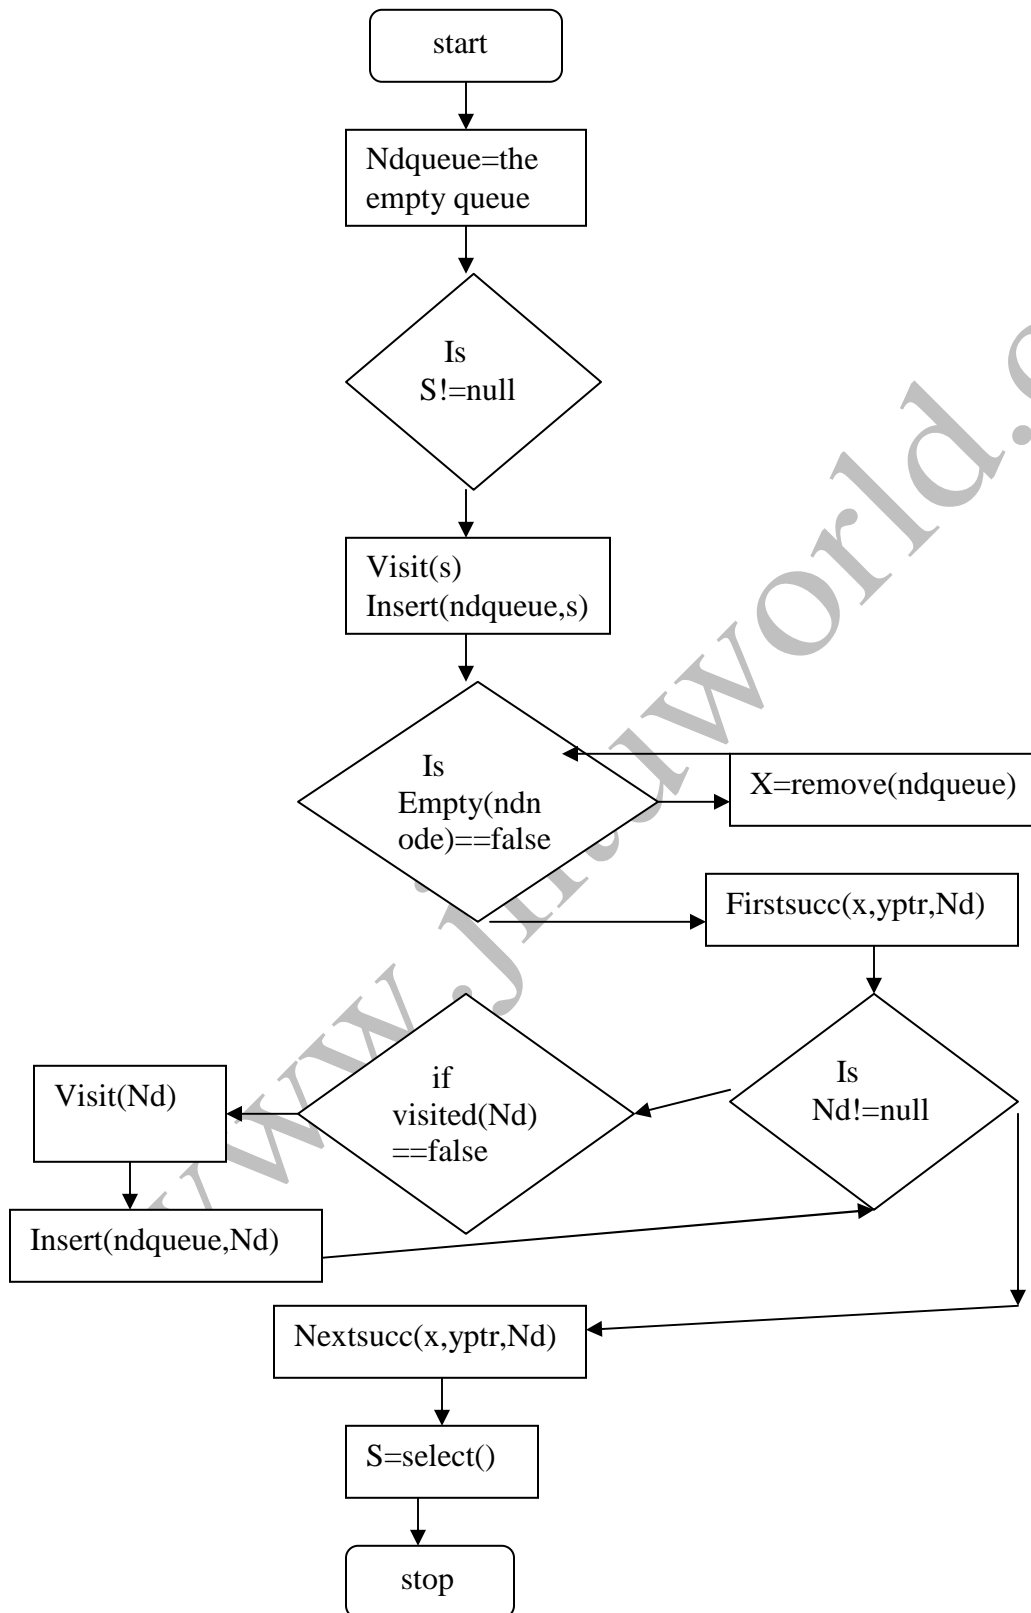 start
Ndqueue=the
empty queue
Is
S!=null
Visit(s)
Insert(ndqueue,s)
Is
Empty(ndn
ode)==false
X=remove(ndqueue)
Firstsucc(x,yptr,Nd)
Is
Nd!=null
if
visited(Nd)
==false
Visit(Nd)
Insert(ndqueue,Nd)
Nextsucc(x,yptr,Nd)
S=select()
stop